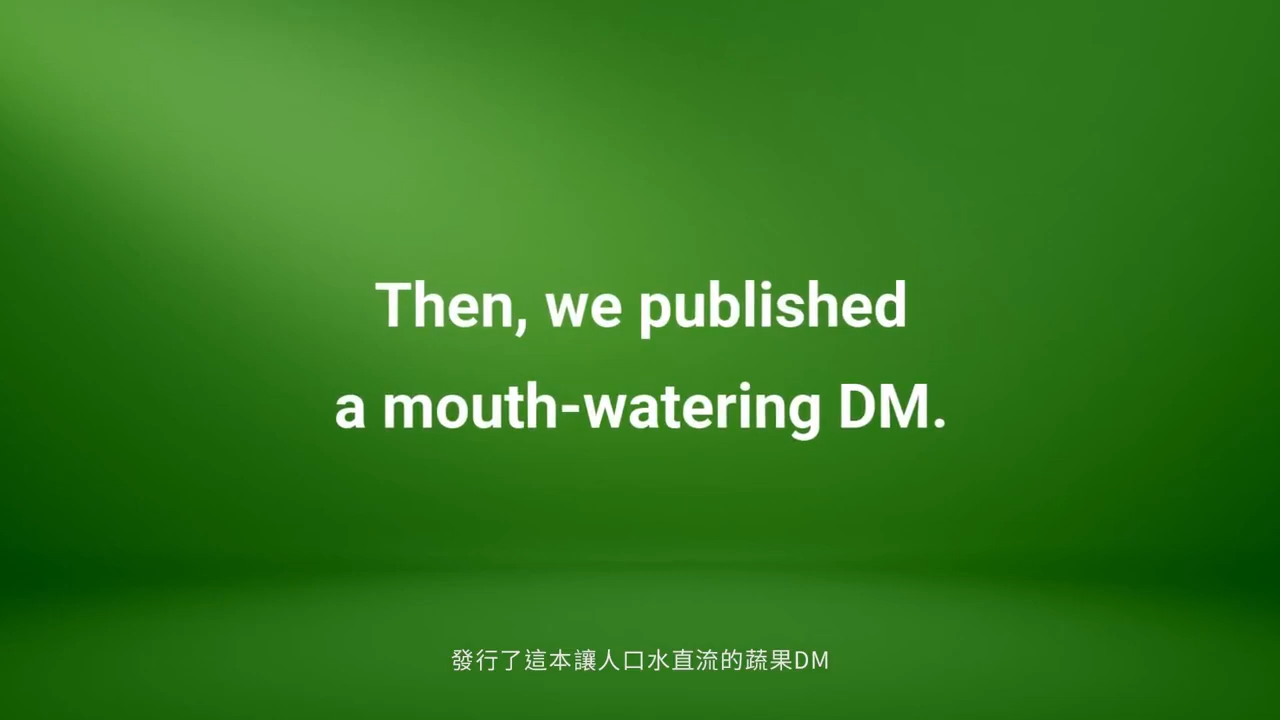 Then, we published
a mouth-watering DM.
發行了這本讓人口水直流的蔬果DM